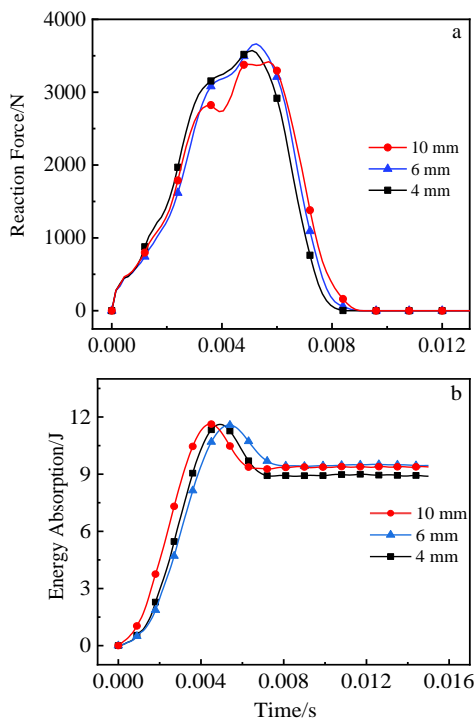 a
4000
3000
2000
1000
0
Reaction Force/N
10 mm
6 mm
4 mm
0.000 0.004 0.008 0.012
b
12
9
6
3
0
Energy Absorption/J
10 mm
6 mm
4 mm
0.000 0.004 0.008 0.012 0.016
Time/s